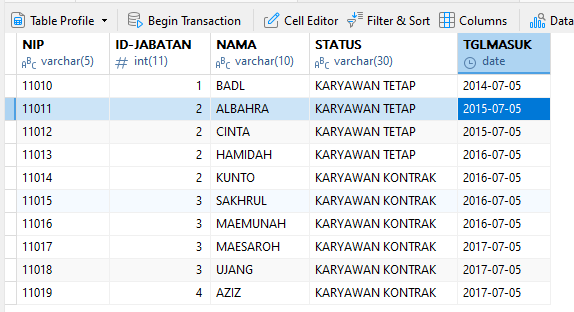 Table Profile Begin Transaction Cell Editor Filter & Sort Columns Data
NIP ID-JABATAN NAMA STATUS TGLMASUK
ABC varchar(5) # int(11) ABC varchar(10) ABC varchar(30) date
11010 1 BADL KARYAWAN TETAP 2014-07-05
11011 2 ALBAHRA KARYAWAN TETAP 2015-07-05
11012 2 CINTA KARYAWAN TETAP 2015-07-05
11013 2 HAMIDAH KARYAWAN TETAP 2016-07-05
11014 2 KUNTO KARYAWAN KONTRAK 2016-07-05
11015 3 SAKHRUL KARYAWAN KONTRAK 2016-07-05
11016 3 MAEMUNAH KARYAWAN KONTRAK 2016-07-05
11017 3 MAESAROH KARYAWAN KONTRAK 2017-07-05
11018 3 UJANG KARYAWAN KONTRAK 2017-07-05
11019 4 AZIZ KARYAWAN KONTRAK 2017-07-05